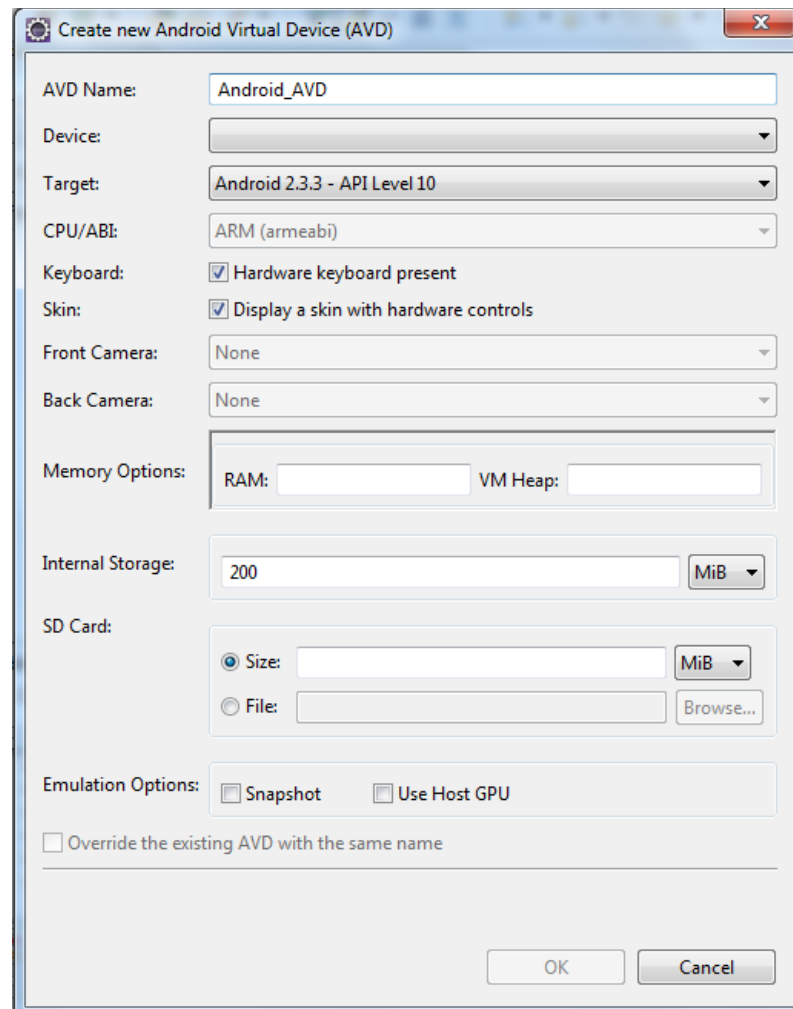 Create new Android Virtual Device (AVD)
AVD Name: Android_AVD
Device:
Target: Android 2.3.3 - API Level 10
CPU/ABI: ARM (armeabi)
Keyboard: Hardware keyboard present
Skin: Display a skin with hardware controls
Front Camera: None
Back Camera: None
Memory Options: RAM: VM Heap:
Internal Storage: 200 MiB
SD Card:
Size: MiB
File: Browse...
Emulation Options: Snapshot Use Host GPU
Override the existing AVD with the same name
OK Cancel